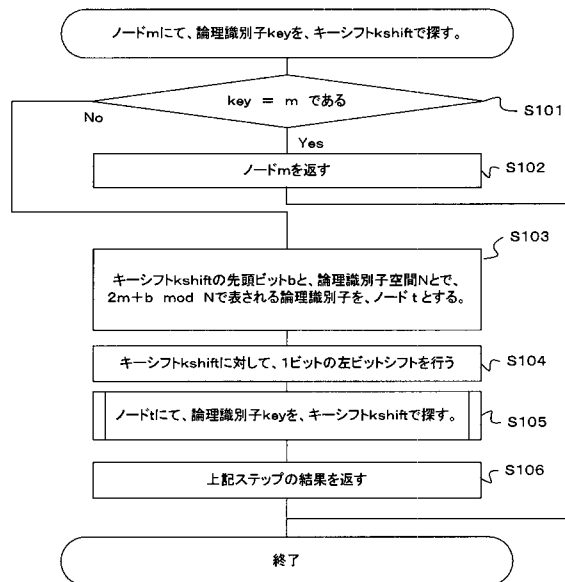 ノードmにて、論理識別子keyを、キーシフトkshiftで探す。
key = m である
S101
No
Yes
ノードmを返す
S102
S103
キーシフトkshiftの先頭ビットbと、論理識別子空間Nとで、
2m+b mod Nで表される論理識別子を、ノードtとする。
キーシフトkshiftに対して、1ビットの左ビットシフトを行う
S104
ノードtにて、論理識別子keyを、キーシフトkshiftで探す。
S105
上記ステップの結果を返す
S106
終了